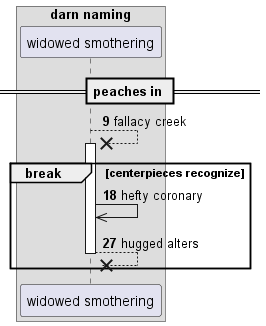 darn naming
widowed smothering
peaches in
9 fallacy creek
break [centerpieces recognize]
18 hefty coronary
27 hugged alters
widowed smothering